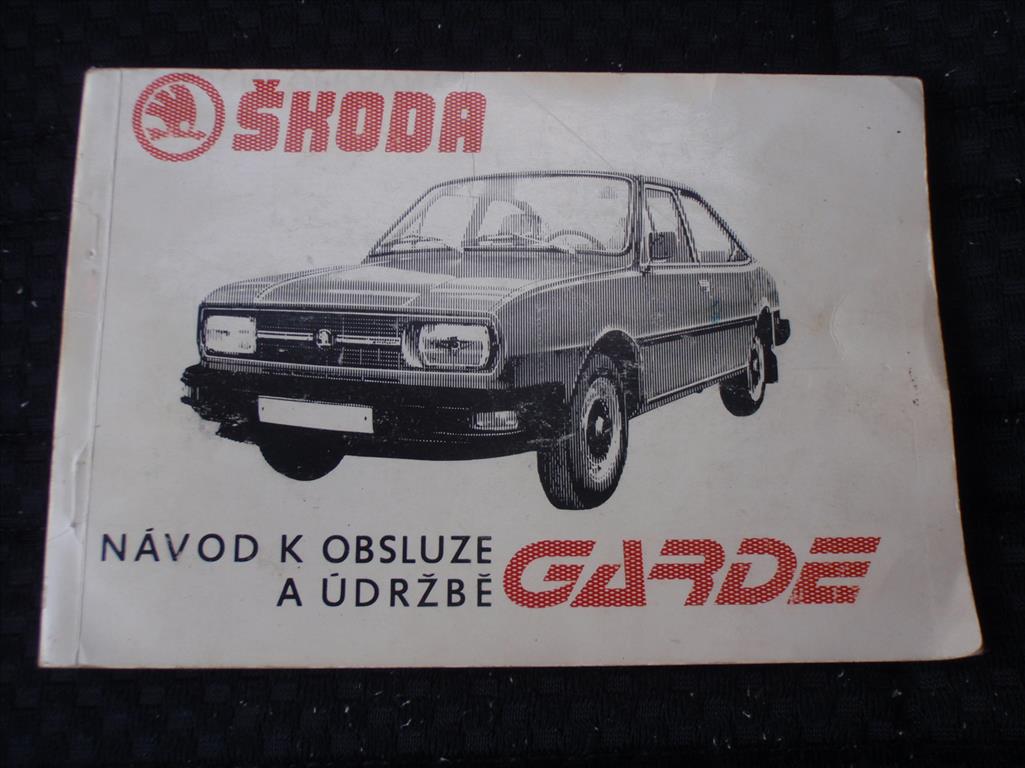 ŠKODA
NÁVOD K OBSLUZE
A ÚDRŽBĚ
GARDE